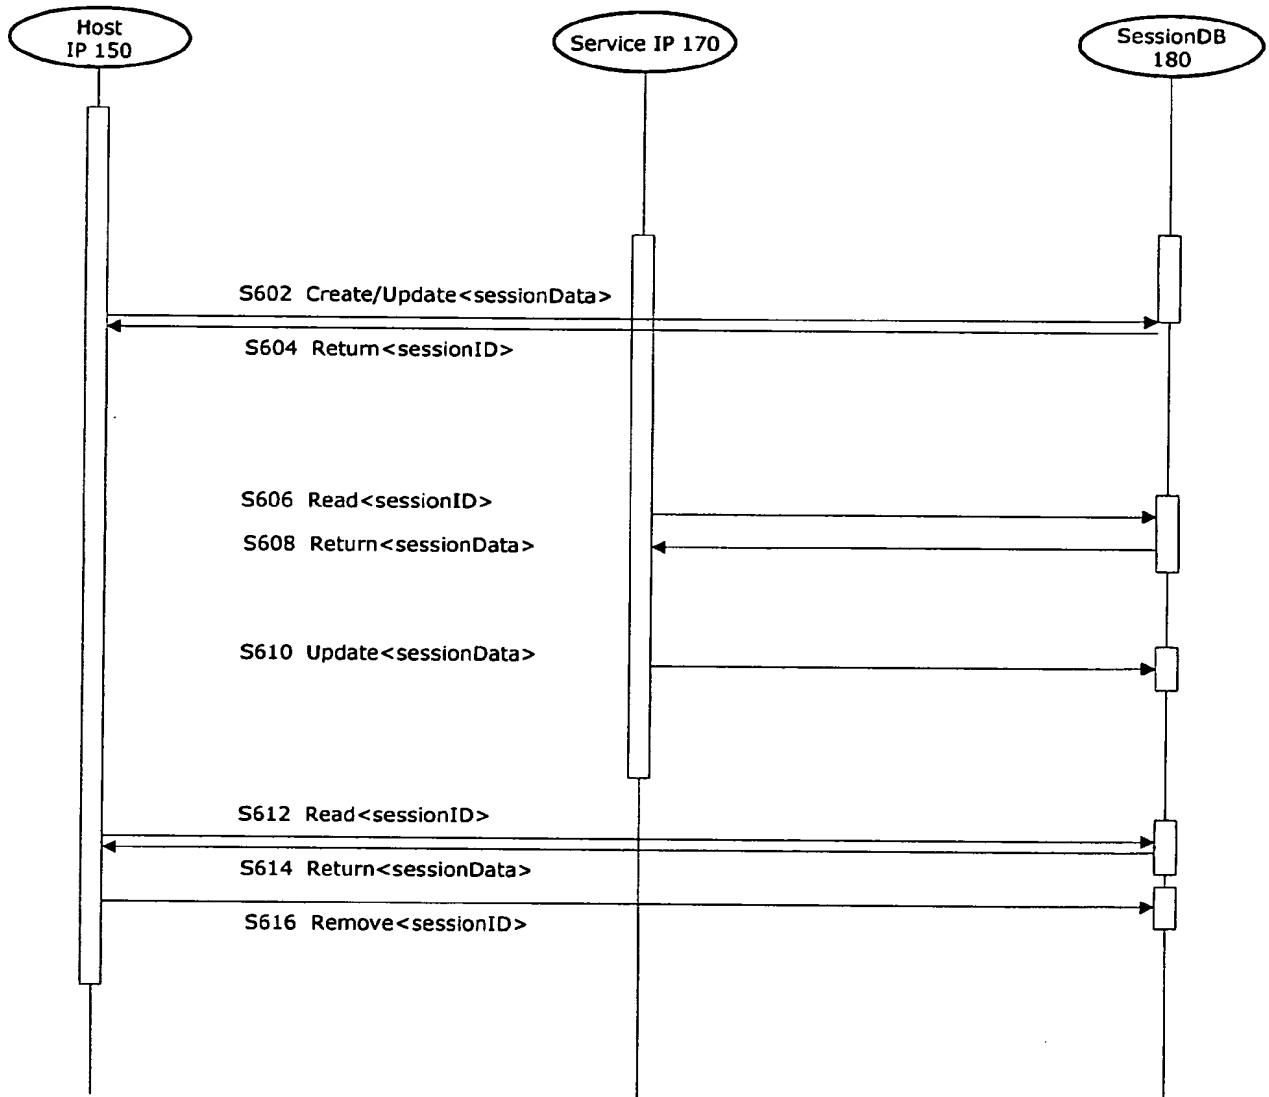 Host
IP 150
Service IP 170
SessionDB
180
S602 Create/Update<sessionData>
S604 Return<sessionID>
S606 Read<sessionID>
S608 Return<sessionData>
S610 Update<sessionData>
S612 Read<sessionID>
S614 Return<sessionData>
S616 Remove<sessionID>